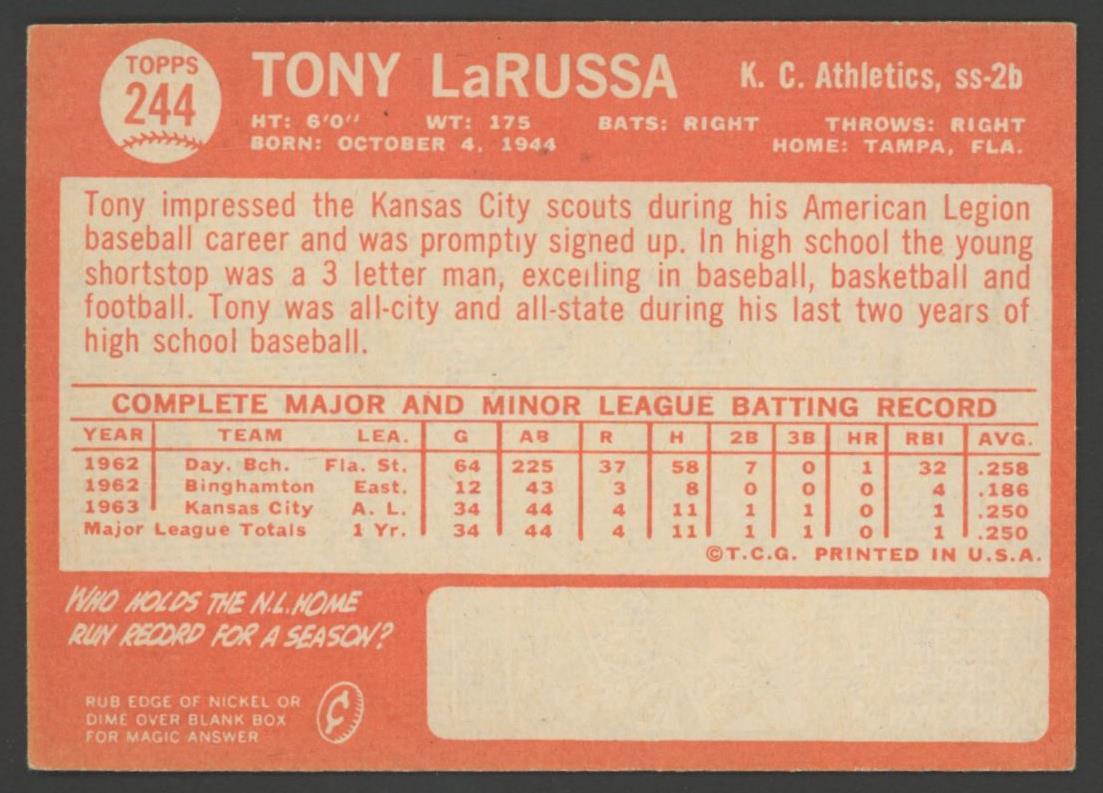 TOPPS
244
TONY LaRUSSA
K. C. Athletics, ss-2b
HT: 6'0" WT: 175 BATS: RIGHT THROWS: RIGHT
BORN: OCTOBER 4, 1944 HOME: TAMPA, FLA.
Tony impressed the Kansas City scouts during his American Legion
baseball career and was promptly signed up. In high school the young
shortstop was a 3 letter man, excelling in baseball, basketball and
football. Tony was all-city and all-state during his last two years of
high school baseball.
COMPLETE MAJOR AND MINOR LEAGUE BATTING RECORD
YEAR TEAM LEA. G AB R H 2B 3B HR RBI AVG.
1962 Day. Bch. Fla. St. 64 225 37 58 7 0 1 32 .258
1962 Binghamton East. 12 43 3 8 0 0 0 4 .186
1963 Kansas City A. L. 34 44 4 11 1 1 0 1 .250
Major League Totals 1 Yr. 34 44 4 11 1 1 0 1 .250
©T.C.G. PRINTED IN U.S.A.
WHO HOLDS THE N.L. HOME
RUN RECORD FOR A SEASON?
RUB EDGE OF NICKEL OR
DIME OVER BLANK BOX
FOR MAGIC ANSWER
¢